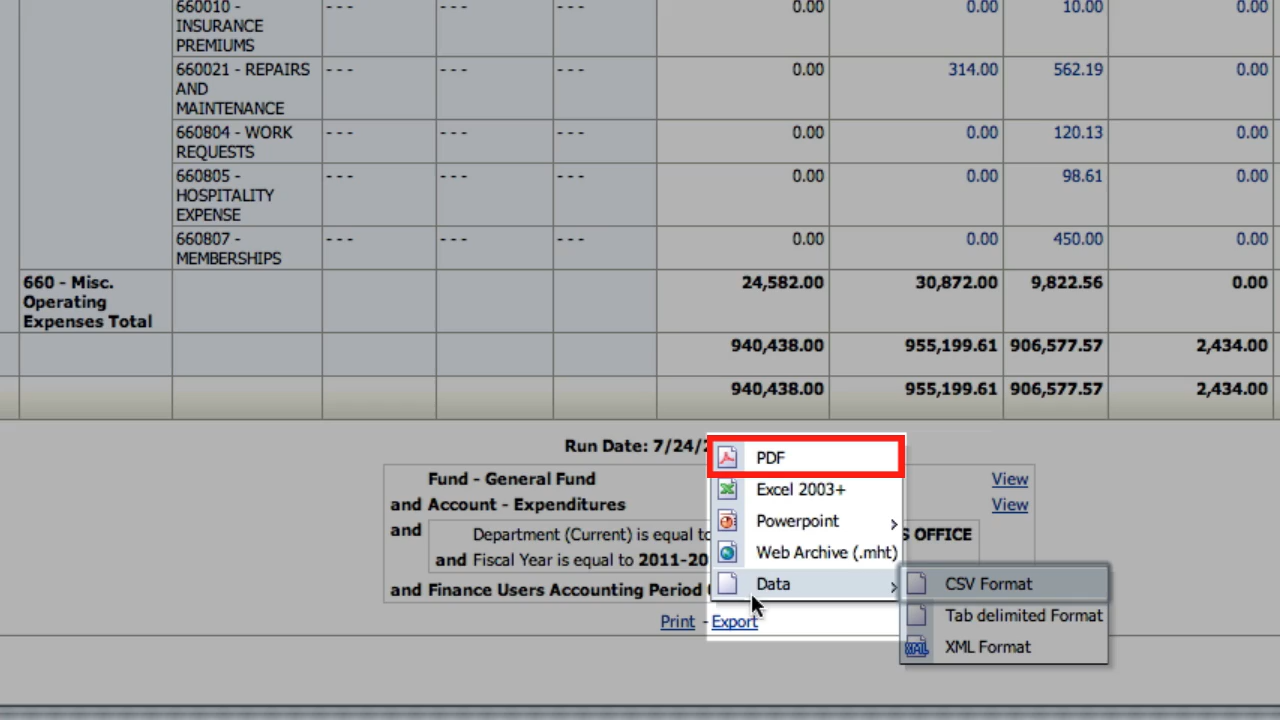 660010 - 0.00 0.00 10.00 0.00
INSURANCE
PREMIUMS
660021 - REPAIRS --- --- --- 0.00 314.00 562.19 0.00
AND
MAINTENANCE
660804 - WORK --- --- --- 0.00 0.00 120.13 0.00
REQUESTS
660805 - --- --- --- 0.00 0.00 98.61 0.00
HOSPITALITY
EXPENSE
660807 - --- --- --- 0.00 0.00 450.00 0.00
MEMBERSHIPS
660 - Misc. 24,582.00 30,872.00 9,822.56 0.00
Operating
Expenses Total
940,438.00 955,199.61 906,577.57 2,434.00
940,438.00 955,199.61 906,577.57 2,434.00
Run Date: 7/24/2
PDF
Fund - General Fund View
Excel 2003+
and Account - Expenditures View
Powerpoint
and Department (Current) is equal to S OFFICE
Web Archive (.mht)
and Fiscal Year is equal to 2011-20
Data
CSV Format
and Finance Users Accounting Period
Tab delimited Format
Print - Export
XML Format